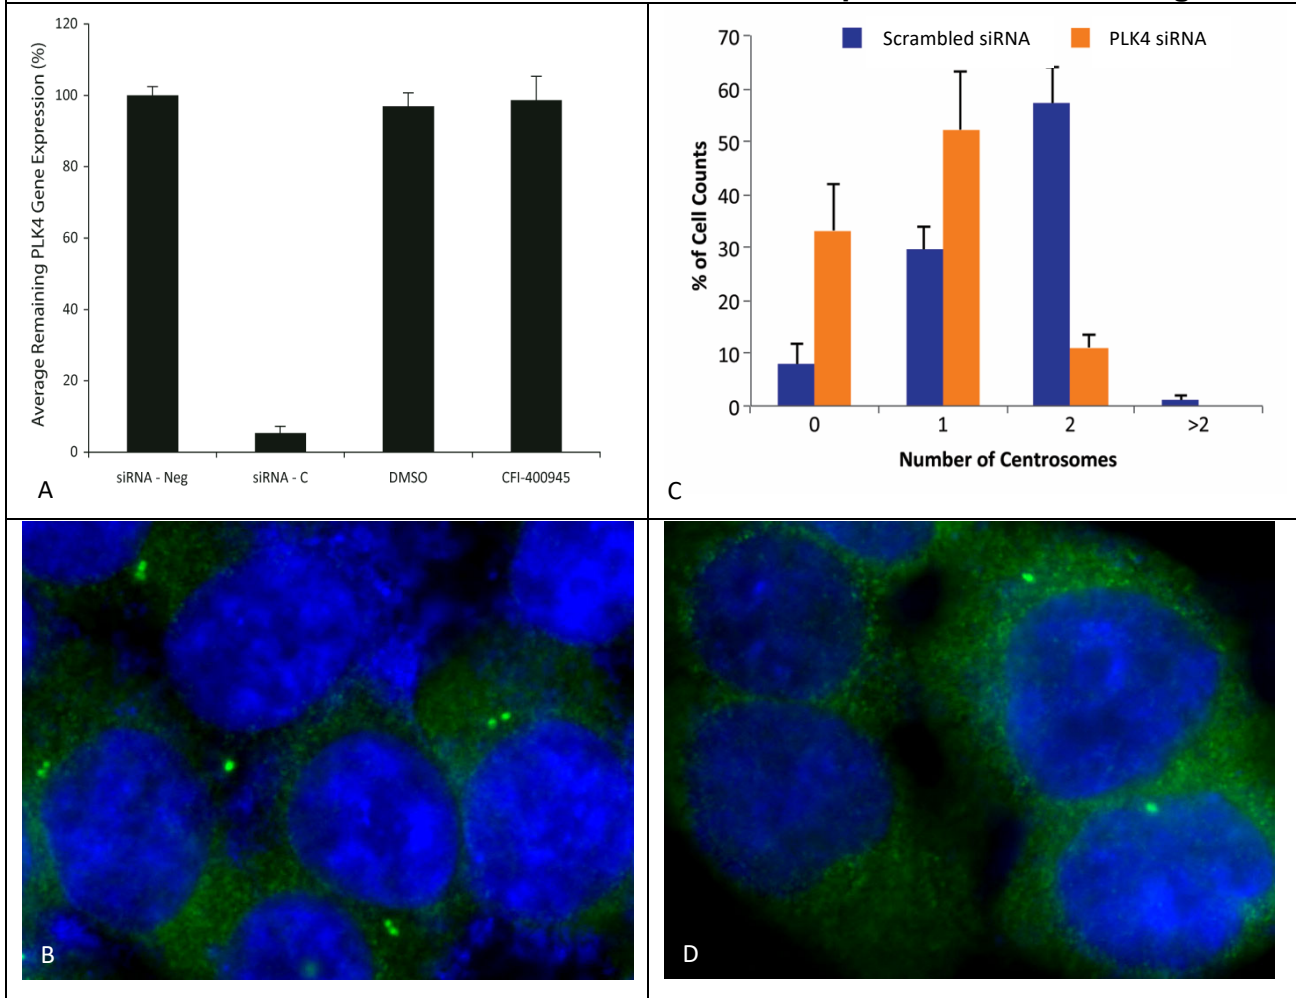 120
100
80
60
40
20
0
Average Remaining PLK4 Gene Expression (%)
siRNA - Neg
siRNA - C
DMSO
CFI-400945
A
Scrambled siRNA
PLK4 siRNA
70
60
50
40
30
20
10
0
% of Cell Counts
0
1
2
>2
Number of Centrosomes
C
B
D